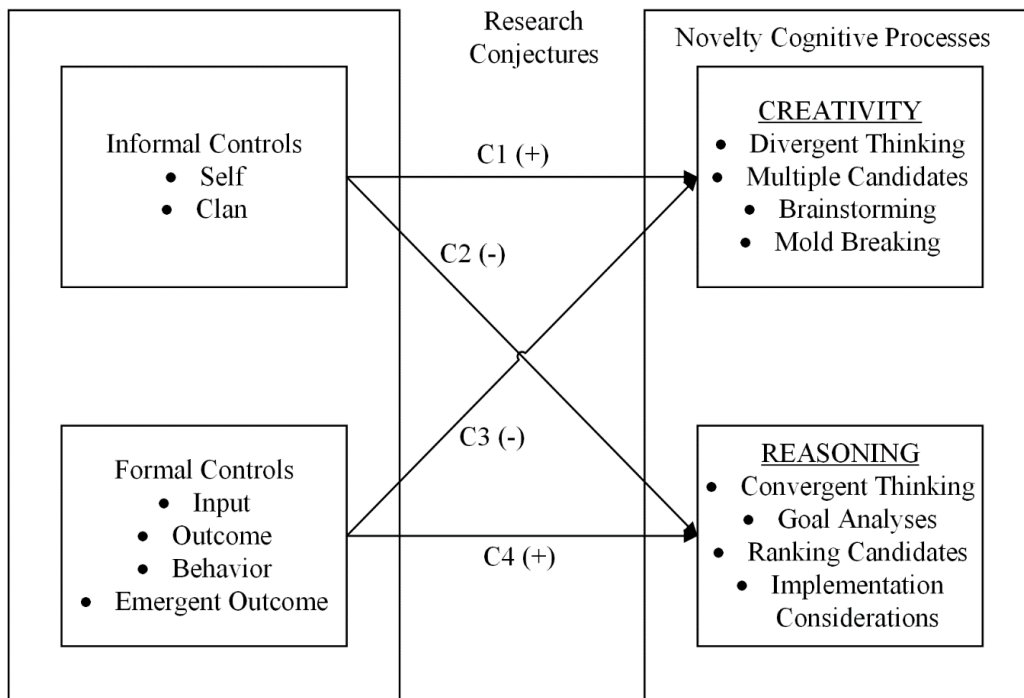 Research
Conjectures
Novelty Cognitive Processes
Informal Controls
• Self
• Clan
C1 (+)
CREATIVITY
• Divergent Thinking
• Multiple Candidates
• Brainstorming
• Mold Breaking
C2 (-)
C3 (-)
Formal Controls
• Input
• Outcome
• Behavior
• Emergent Outcome
C4 (+)
REASONING
• Convergent Thinking
• Goal Analyses
• Ranking Candidates
• Implementation
Considerations